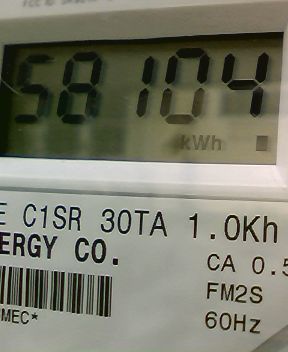 58104
kWh
E C1SR 30TA 1.0Kh
ERGY CO.
CA 0.5
FM2S
MEC*
60Hz